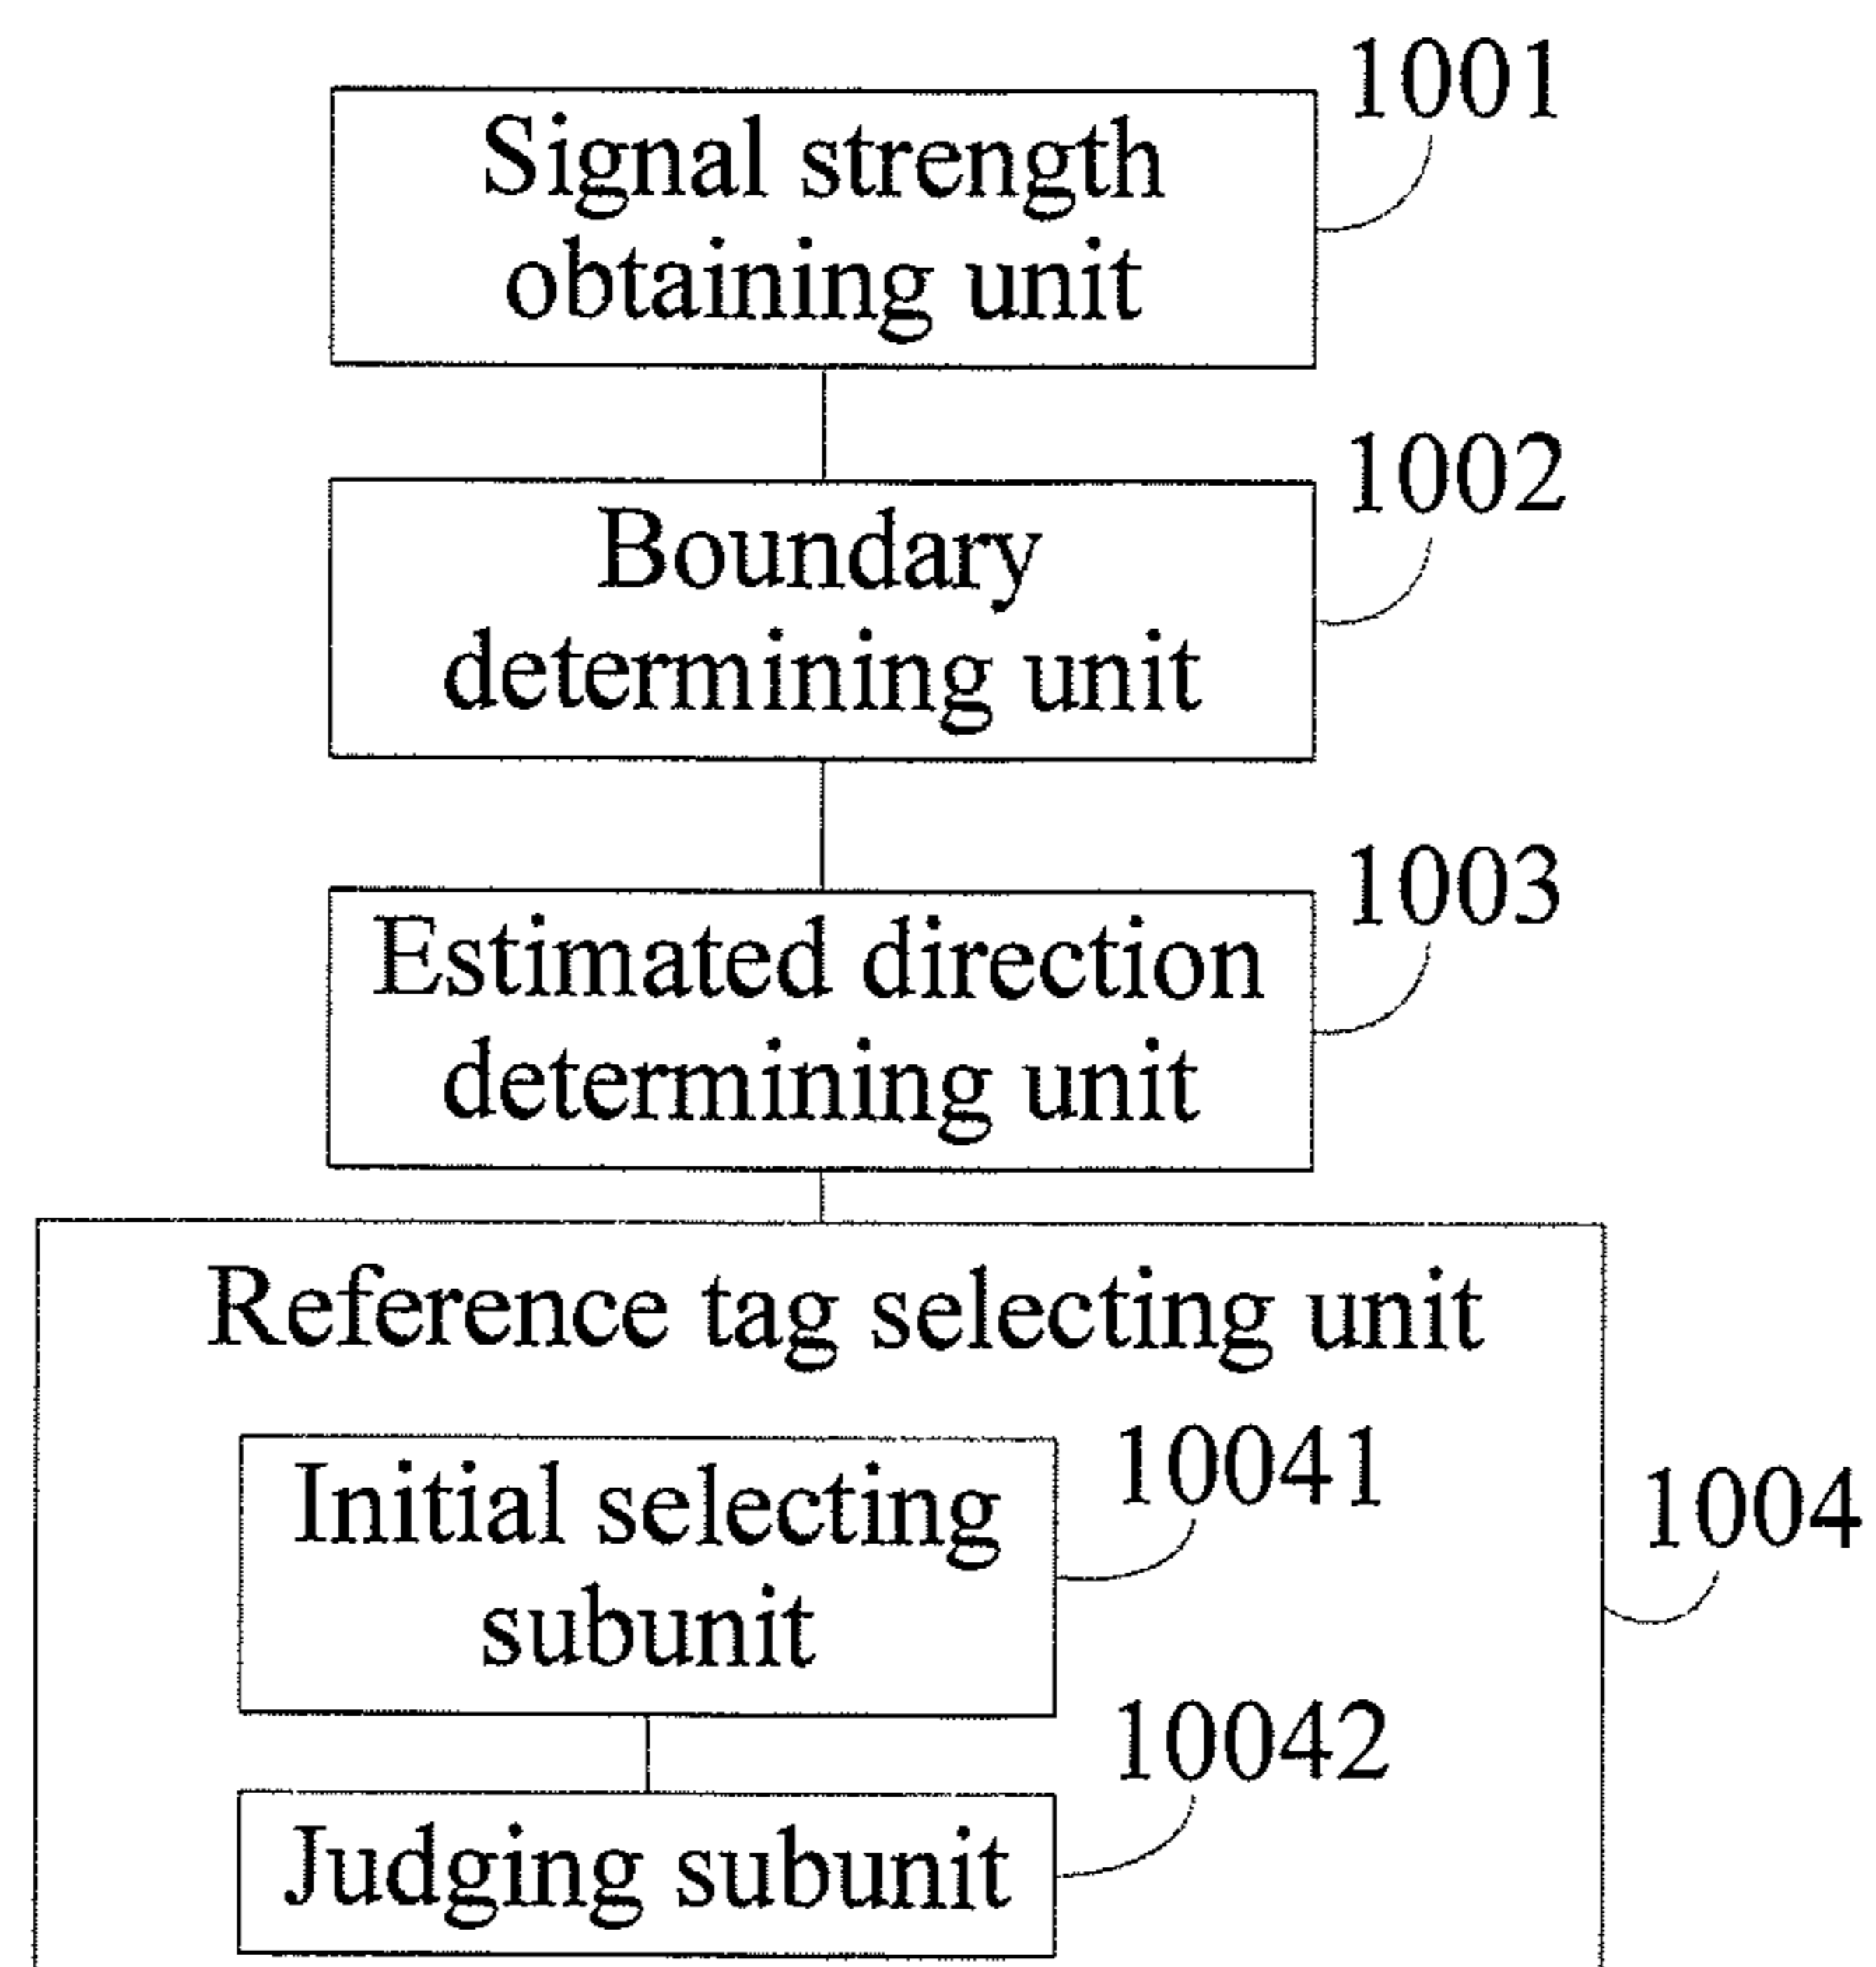 1001
Signal strength
obtaining unit
1002
Boundary
determining unit
1003
Estimated direction
determining unit
Reference tag selecting unit
10041
Initial selecting
subunit
1004
10042
Judging subunit